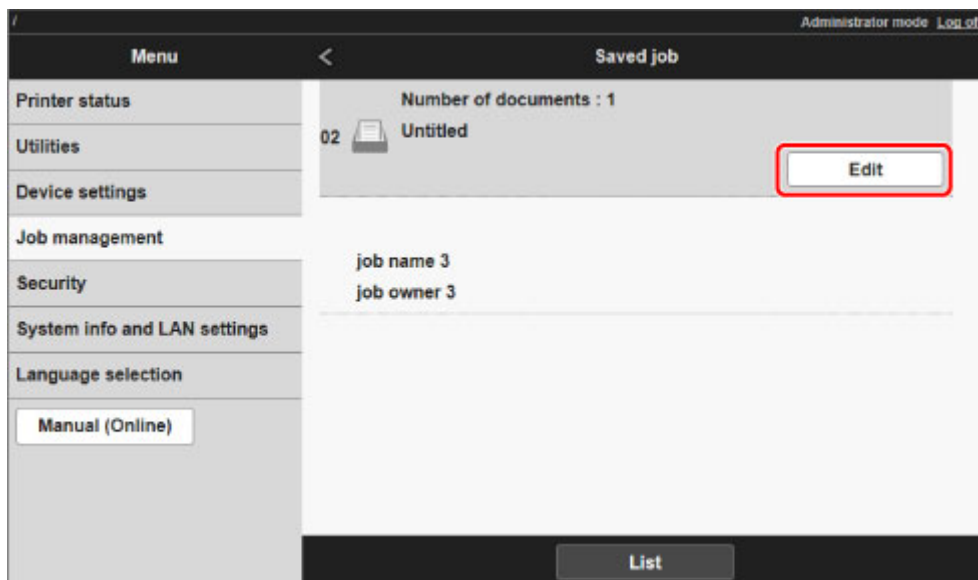 /
Administrator mode Log of
Menu
< Saved job
Printer status
Utilities
Device settings
Job management
Security
System info and LAN settings
Language selection
Manual (Online)
Number of documents : 1
02 Untitled
Edit
job name 3
job owner 3
List